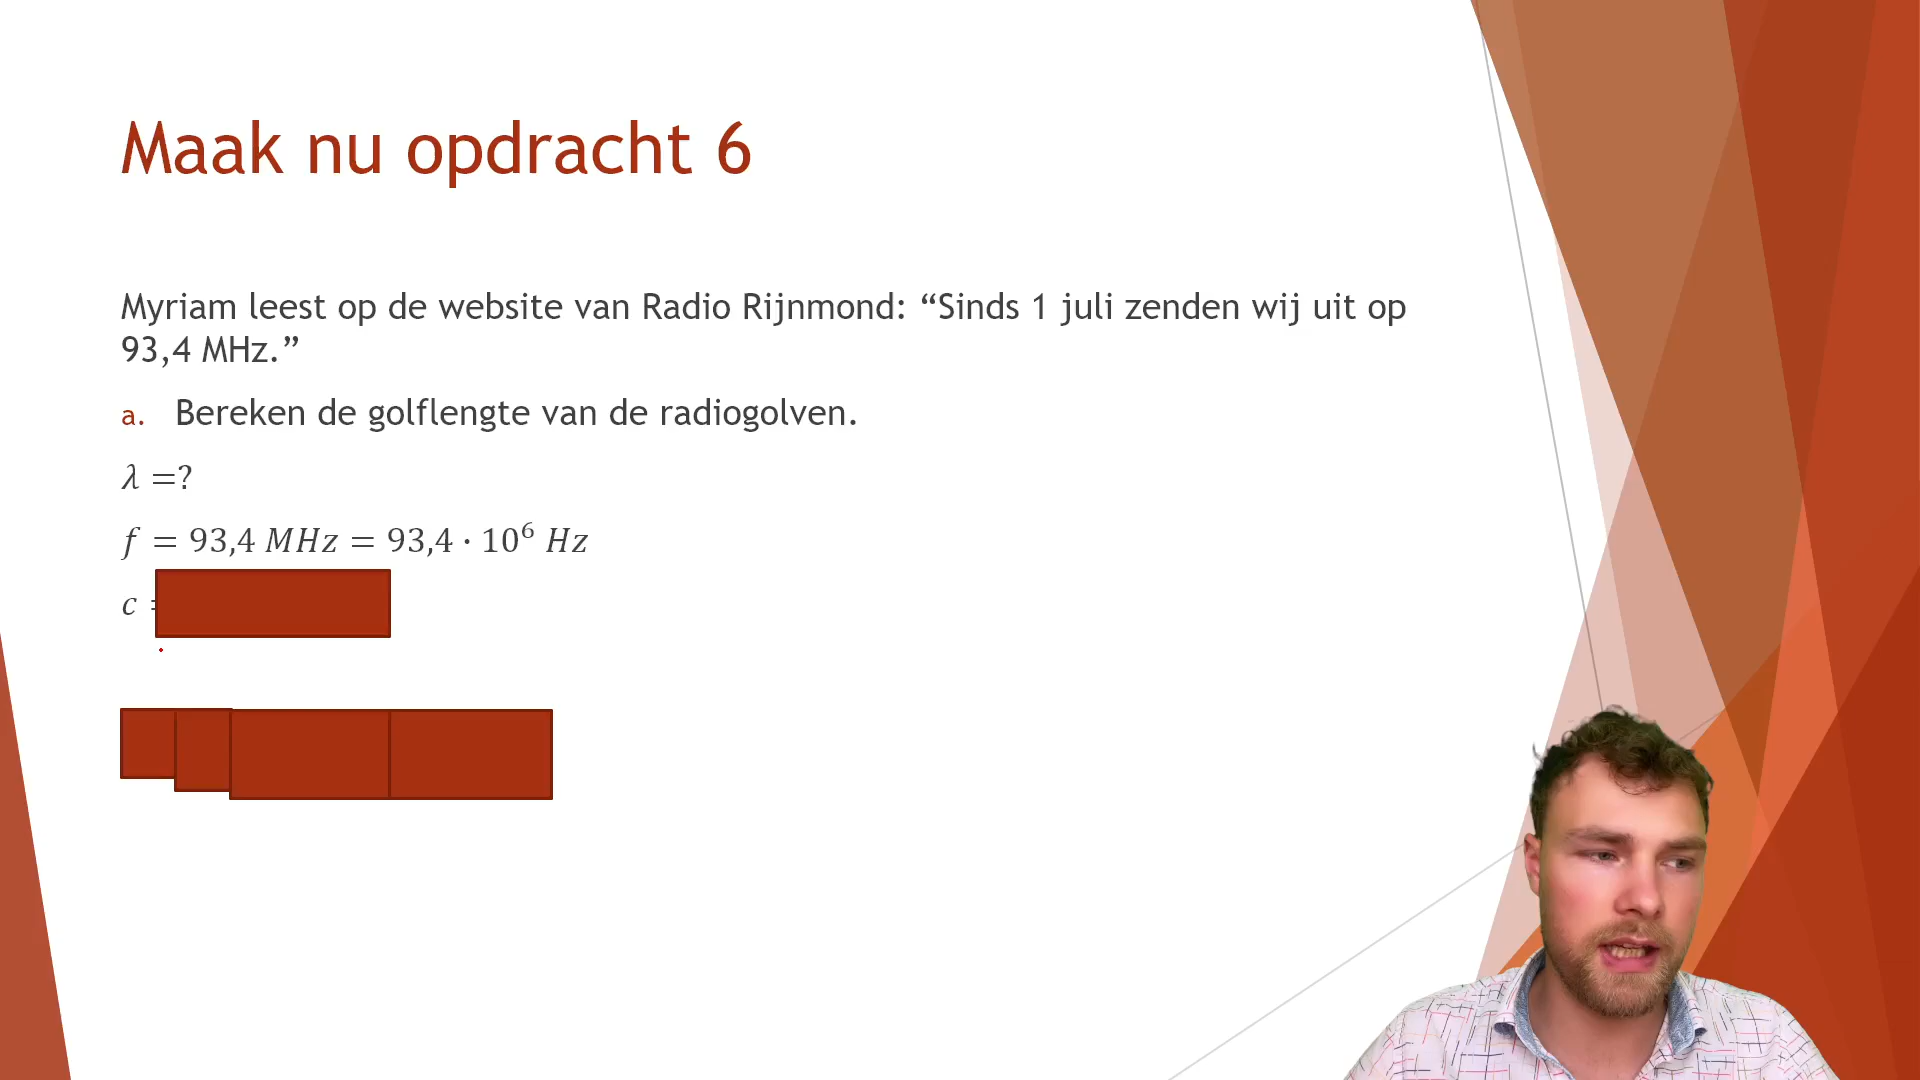 Maak nu opdracht 6
Myriam leest op de website van Radio Rijnmond: “Sinds 1 juli zenden wij uit op
93,4 MHz.”
a. Bereken de golflengte van de radiogolven.
λ =?
f = 93,4 MHz = 93,4 · 10⁶ Hz
c